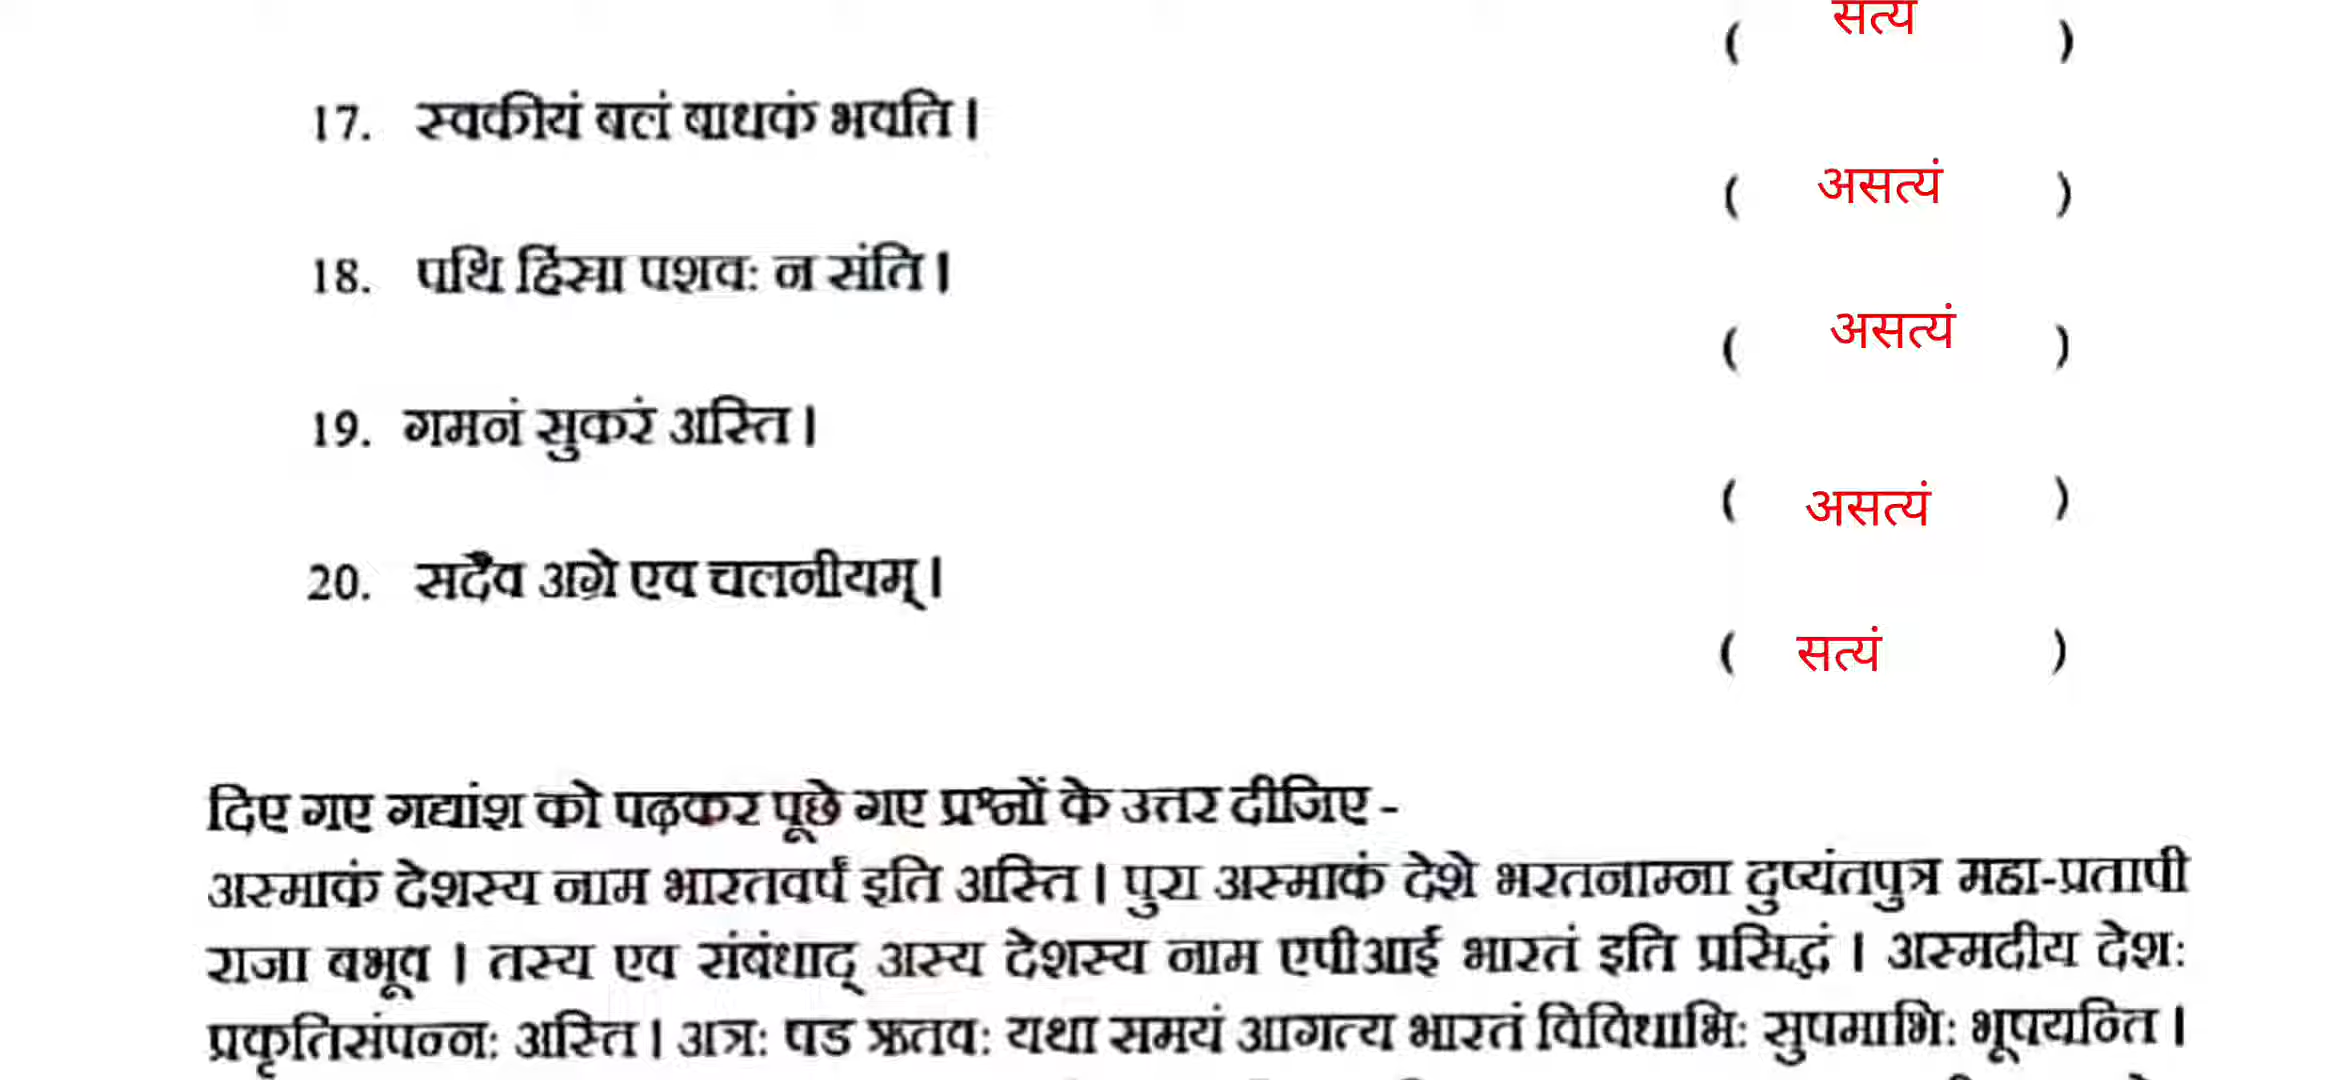 ( सत्य )
17. स्वकीयं बलं बाधकं भवति।
( असत्यं )
18. पथि हिंसा पशवः न संति।
( असत्यं )
19. गमनं सुकरं अस्ति।
( असत्यं )
20. सदैव अग्रे एव चलनीयम्।
( सत्यं )
दिए गए गद्यांश को पढ़कर पूछे गए प्रश्नों के उत्तर दीजिए -
अस्माकं देशस्य नाम भारतवर्षं इति अस्ति। पुरा अस्माकं देशे भरतनाम्ना दुष्यंतपुत्र महा-प्रतापी
राजा बभूव । तस्य एव संबंधाद् अस्य देशस्य नाम एपीआई भारतं इति प्रसिद्धं । अस्मदीय देशः
प्रकृतिसंपन्नः अस्ति। अत्रः षड ऋतवः यथा समयं आगत्य भारतं विविधाभिः सुषमाभिः भूषयन्ति।